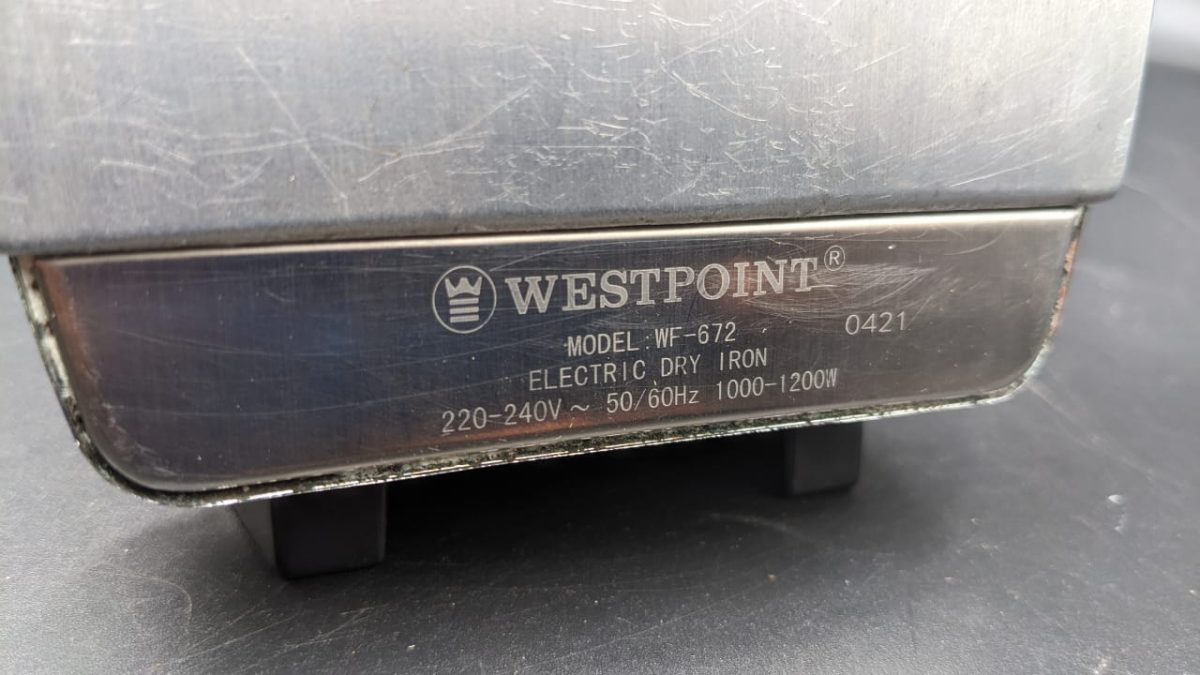 WESTPOINT®
MODEL:WF-672
0421
ELECTRIC DRY IRON
220-240V ~ 50/60Hz 1000-1200W